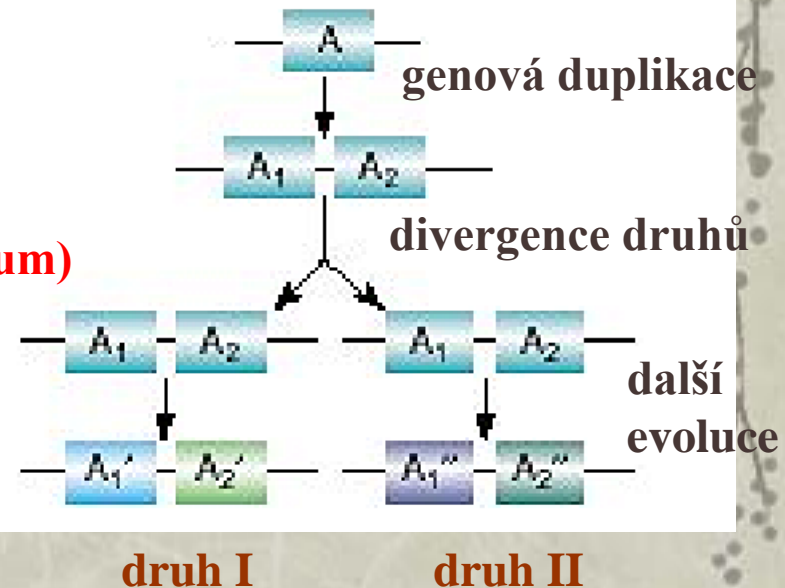 A
genová duplikace
A₁ A₂
divergence druhů
um)
A₁ A₂ A₁ A₂
další
evoluce
A₁′ A₂′ A₁″ A₂″
druh I druh II